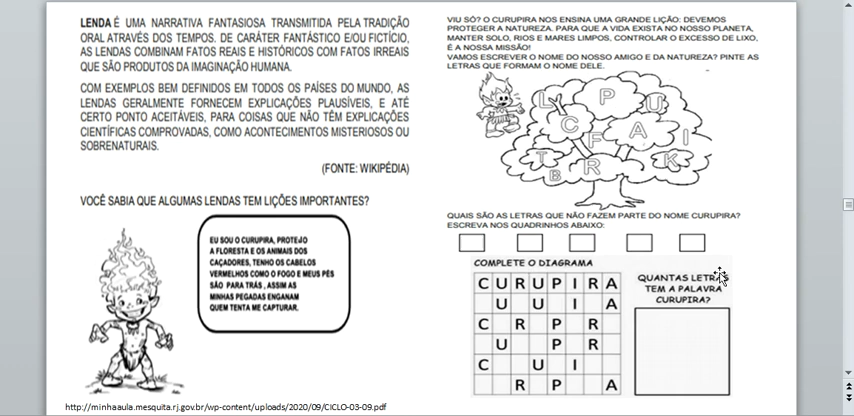 LENDA É UMA NARRATIVA FANTASIOSA TRANSMITIDA PELA TRADIÇÃO
ORAL ATRAVÉS DOS TEMPOS. DE CARÁTER FANTÁSTICO E/OU FICTÍCIO,
AS LENDAS COMBINAM FATOS REAIS E HISTÓRICOS COM FATOS IRREAIS
QUE SÃO PRODUTOS DA IMAGINAÇÃO HUMANA.
COM EXEMPLOS BEM DEFINIDOS EM TODOS OS PAÍSES DO MUNDO, AS
LENDAS GERALMENTE FORNECEM EXPLICAÇÕES PLAUSÍVEIS, E ATÉ
CERTO PONTO ACEITÁVEIS, PARA COISAS QUE NÃO TÊM EXPLICAÇÕES
CIENTÍFICAS COMPROVADAS, COMO ACONTECIMENTOS MISTERIOSOS OU
SOBRENATURAIS.
(FONTE: WIKIPÉDIA)
VOCÊ SABIA QUE ALGUMAS LENDAS TEM LIÇÕES IMPORTANTES?
EU SOU O CURUPIRA, PROTEJO
A FLORESTA E OS ANIMAIS DOS
CAÇADORES, TENHO OS CABELOS
VERMELHOS COMO O FOGO E MEUS PÉS
SÃO PARA TRÁS, ASSIM AS
MINHAS PEGADAS ENGANAM
QUEM TENTA ME CAPTURAR.
http://minhaaula.mesquita.rj.gov.br/wp-content/uploads/2020/09/CICLO-03-09.pdf
VIU SÓ? O CURUPIRA NOS ENSINA UMA GRANDE LIÇÃO: DEVEMOS
PROTEGER A NATUREZA. PARA QUE A VIDA EXISTA NO NOSSO PLANETA,
MANTER SOLO, RIOS E MARES LIMPOS, CONTROLAR O EXCESSO DE LIXO,
É A NOSSA MISSÃO!
VAMOS ESCREVER O NOME DO NOSSO AMIGO E DA NATUREZA? PINTE AS
LETRAS QUE FORMAM O NOME DELE.
L P U
C F A I
T B R K
QUAIS SÃO AS LETRAS QUE NÃO FAZEM PARTE DO NOME CURUPIRA?
ESCREVA NOS QUADRINHOS ABAIXO:
COMPLETE O DIAGRAMA
C U R U P I R A
U U I A
C R P R
U P R
C U I
R P A
QUANTAS LETRAS
TEM A PALAVRA
CURUPIRA?